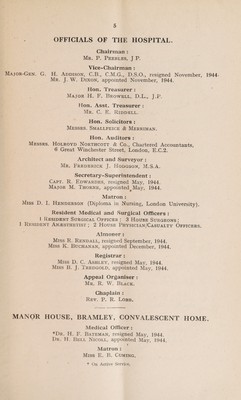 5
OFFICIALS OF THE HOSPITAL.
Chairman :
Mr. P. Peebles, J.P.
Vice-Chairman :
Major-Gen. G. H. Addison, C.B., C.M.G., D.S.O., resigned November, 1944.
Mr. J. W. Dixon, appointed November, 1944.
Hon. Treasurer :
Major H. F. Browell, D.L., J.P.
Hon. Asst. Treasurer :
Mr. C. E. Riddell.
Hon. Solicitors :
Messrs. Smallpeice & Merriman.
Hon. Auditors :
Messrs. Holroyd Northcott & Co., Chartered Accountants,
6 Great Winchester Street, London, E.C.2.
Architect and Surveyor :
Mr. Frederick J. Hodgson, M.S.A.
Secretary-Superintendent :
Capt. R. Edwardes, resigned May, 1944.
Major M. Thorne, appointed May, 1944.
Matron :
Miss D. L. Henderson (Diploma in Nursing, London University).
Resident Medical and Surgical Officers :
1 Resident Surgical Officer ; 3 House Surgeons ;
1 Resident Anæsthetist ; 2 House Physician/Casualty Officers.
Almoner :
Miss R. Rendall, resigned September, 1944.
Miss K. Buchanan, appointed December, 1944.
Registrar :
Miss D. C. Ashley, resigned May, 1944.
Miss B. J. Tredgold, appointed May, 1944.
Appeal Organiser :
Mr. R. W. Black.
Chaplain :
Rev. P. R. Lobb.
MANOR HOUSE, BRAMLEY, CONVALESCENT HOME.
Medical Officer :
*Dr. H. F. Bateman, resigned May, 1944.
Dr. H. Bell Nicoll, appointed May, 1944.
Matron :
Miss E. B. Cuming.
* On Active Service.